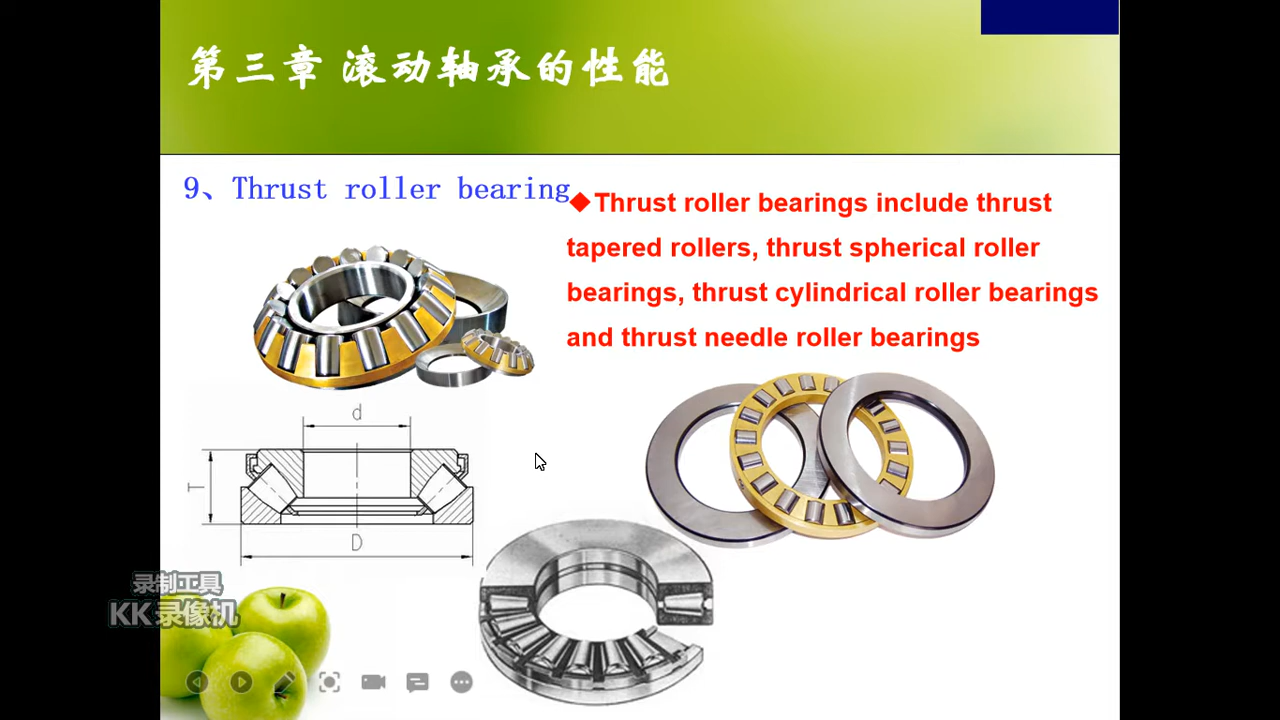 第三章 滚动轴承的性能
9、Thrust roller bearing
◆Thrust roller bearings include thrust
tapered rollers, thrust spherical roller
bearings, thrust cylindrical roller bearings
and thrust needle roller bearings
d
T
D
录制工具
KK录像机